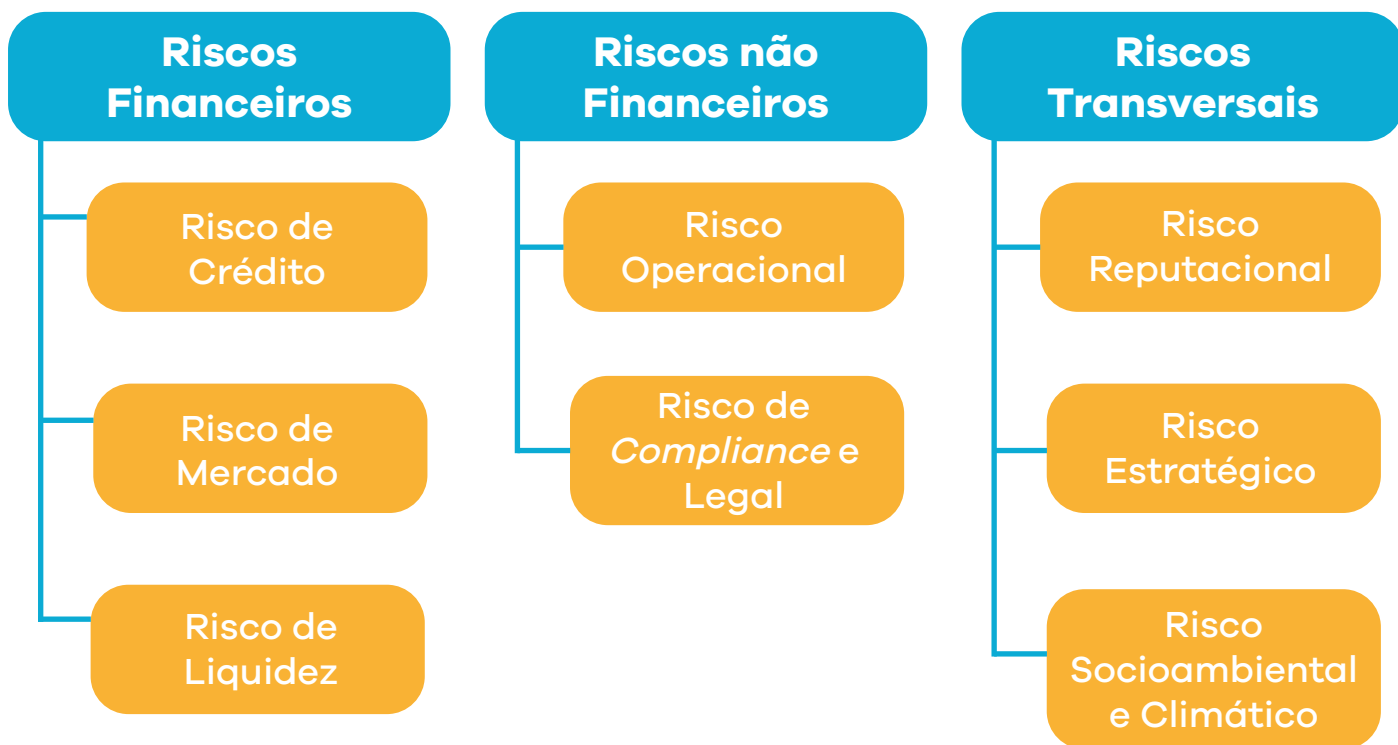 Riscos
Financeiros
Risco de
Crédito
Risco de
Mercado
Risco de
Liquidez
Riscos não
Financeiros
Risco
Operacional
Risco de
Compliance e
Legal
Riscos
Transversais
Risco
Reputacional
Risco
Estratégico
Risco
Socioambiental
e Climático